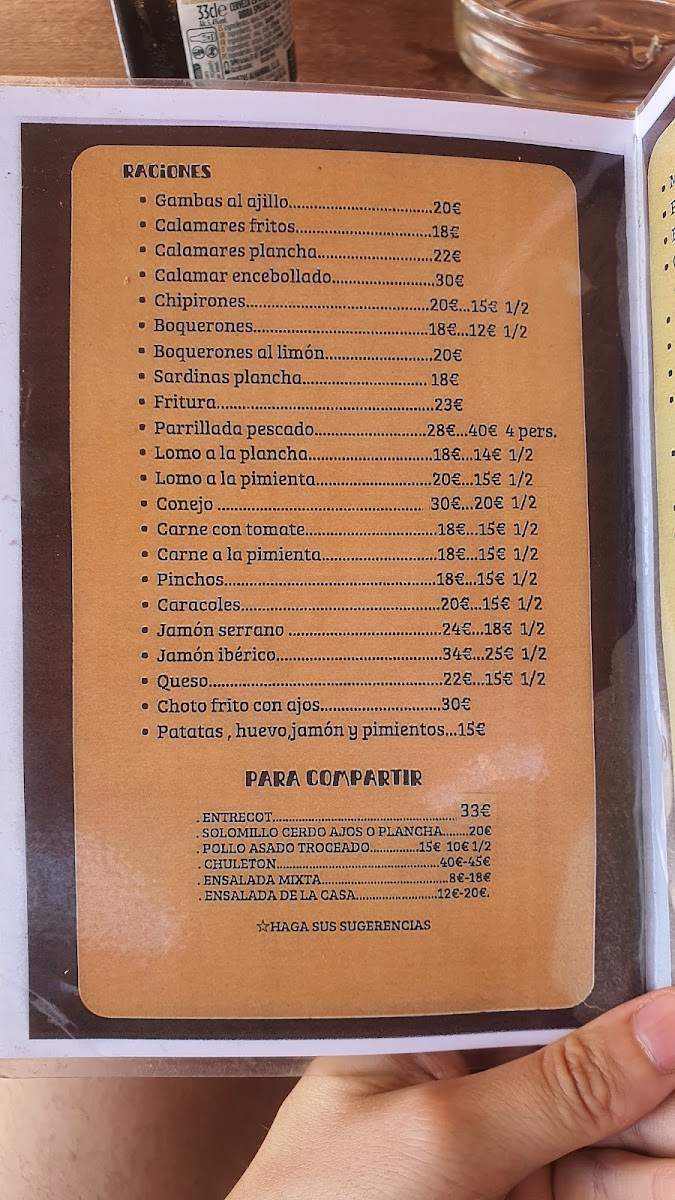 33cl e CERVEZA ESPECIAL
RACIONES
• Gambas al ajillo..................................20€
• Calamares fritos................................18€
• Calamares plancha...........................22€
• Calamar encebollado........................30€
• Chipirones...........................................20€...15€ 1/2
• Boquerones.........................................18€...12€ 1/2
• Boquerones al limón.........................20€
• Sardinas plancha............................. 18€
• Fritura....................................................23€
• Parrillada pescado...........................28€...40€ 4 pers.
• Lomo a la plancha.............................18€...14€ 1/2
• Lomo a la pimienta...........................20€...15€ 1/2
• Conejo ................................................. 30€...20€ 1/2
• Carne con tomate...............................18€...15€ 1/2
• Carne a la pimienta...........................18€...15€ 1/2
• Pinchos..................................................18€...15€ 1/2
• Caracoles...............................................20€...15€ 1/2
• Jamón serrano ....................................24€...18€ 1/2
• Jamón ibérico.......................................34€...25€ 1/2
• Queso.......................................................22€...15€ 1/2
• Choto frito con ajos.............................30€
• Patatas , huevo,jamón y pimientos...15€
PARA COMPARTIR
. ENTRECOT.................................................. 33€
. SOLOMILLO CERDO AJOS O PLANCHA.......20€
. POLLO ASADO TROCEADO..............15€ 10€ 1/2
. CHULETON..............................................40€-45€
. ENSALADA MIXTA....................................8€-18€
. ENSALADA DE LA CASA.......................12€-20€.
☆HAGA SUS SUGERENCIAS